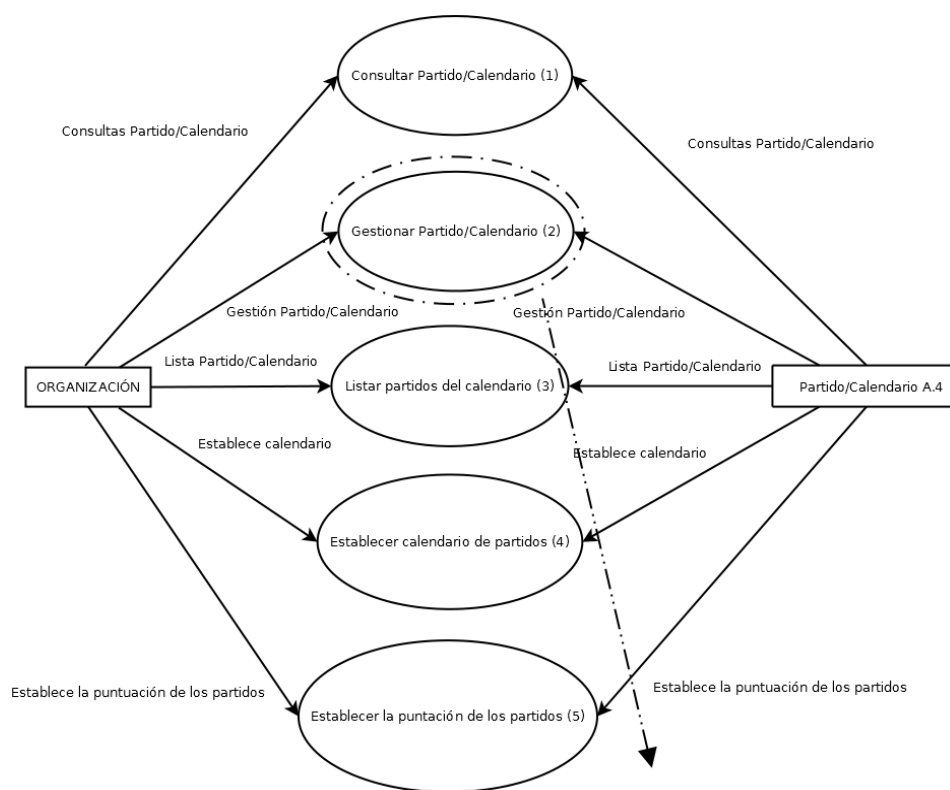 Consultar Partido/Calendario (1)
Consultas Partido/Calendario
Consultas Partido/Calendario
Gestionar Partido/Calendario (2)
Gestión Partido/Calendario
Gestión Partido/Calendario
Lista Partido/Calendario
Lista Partido/Calendario
ORGANIZACIÓN
Listar partidos del calendario (3)
Partido/Calendario A.4
Establece calendario
Establece calendario
Establecer calendario de partidos (4)
Establece la puntuación de los partidos
Establece la puntuación de los partidos
Establecer la puntación de los partidos (5)